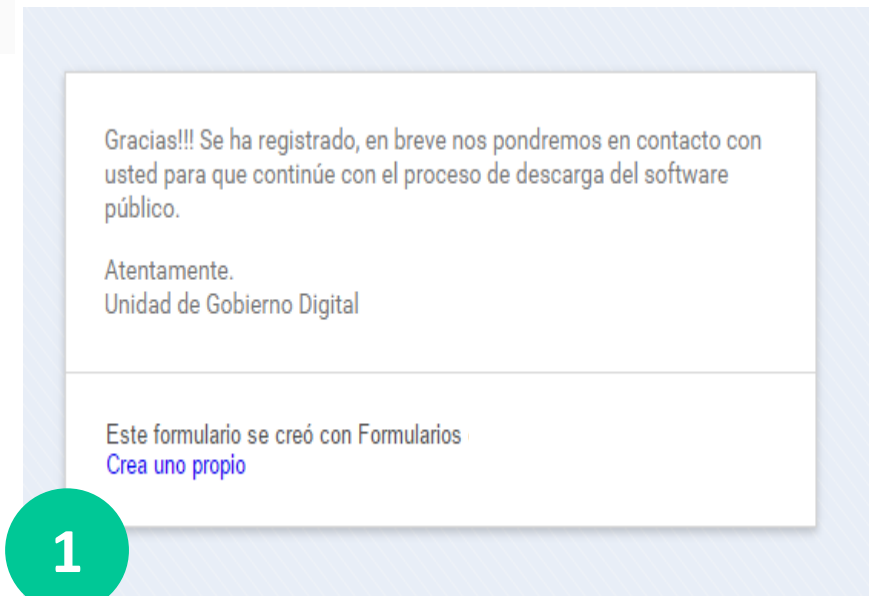 Gracias!!! Se ha registrado, en breve nos pondremos en contacto con
usted para que continúe con el proceso de descarga del software
público.
Atentamente.
Unidad de Gobierno Digital
Este formulario se creó con Formularios
Crea uno propio
1